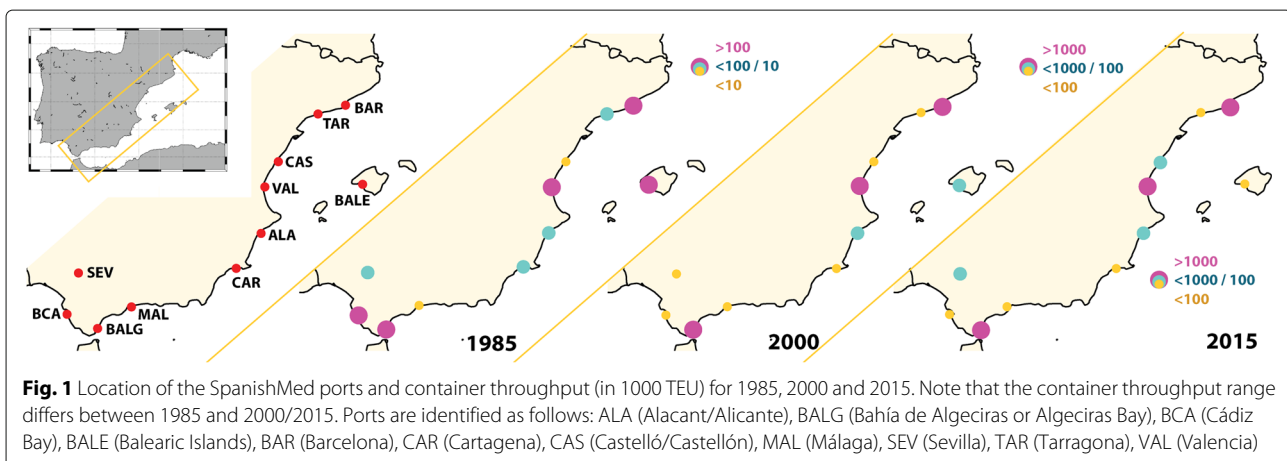 BAR
TAR
CAS
VAL
BALE
ALA
SEV
CAR
BCA
MAL
BALG
>100
<100 / 10
<10
1985
>1000
<1000 / 100
<100
2000
>1000
<1000 / 100
<100
2015
Fig. 1 Location of the SpanishMed ports and container throughput (in 1000 TEU) for 1985, 2000 and 2015. Note that the container throughput range
differs between 1985 and 2000/2015. Ports are identified as follows: ALA (Alacant/Alicante), BALG (Bahía de Algeciras or Algeciras Bay), BCA (Cádiz
Bay), BALE (Balearic Islands), BAR (Barcelona), CAR (Cartagena), CAS (Castelló/Castellón), MAL (Málaga), SEV (Sevilla), TAR (Tarragona), VAL (Valencia)